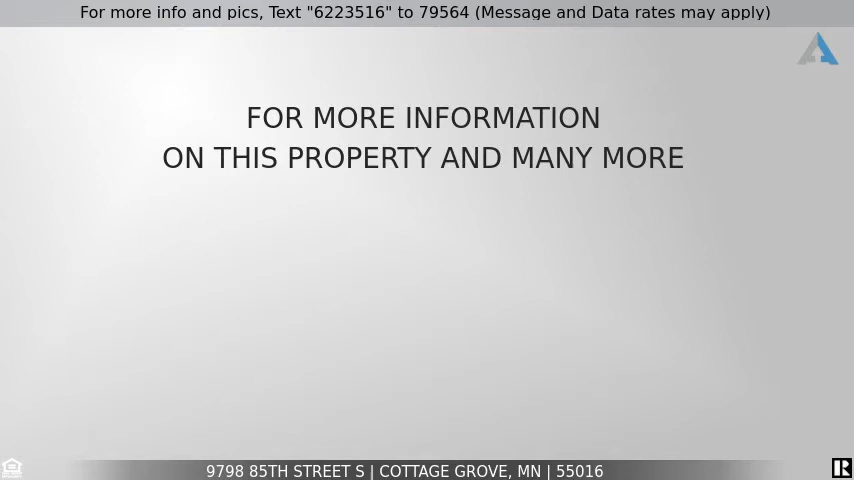 For more info and pics, Text "6223516" to 79564 (Message and Data rates may apply)
FOR MORE INFORMATION
ON THIS PROPERTY AND MANY MORE
9798 85TH STREET S | COTTAGE GROVE, MN | 55016